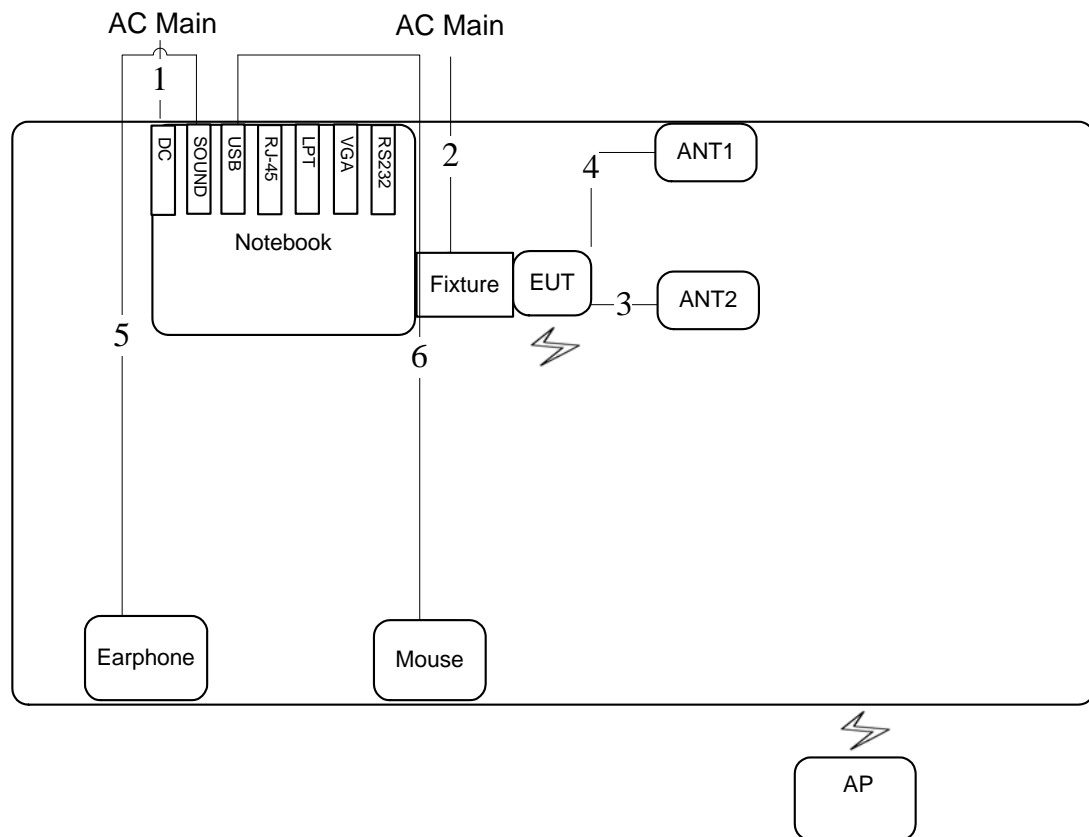 AC Main
AC Main
1
DC
SOUND
USB
RJ-45
LPT
VGA
RS232
2
4
ANT1
Notebook
Fixture
EUT
3
ANT2
5
6
Earphone
Mouse
AP